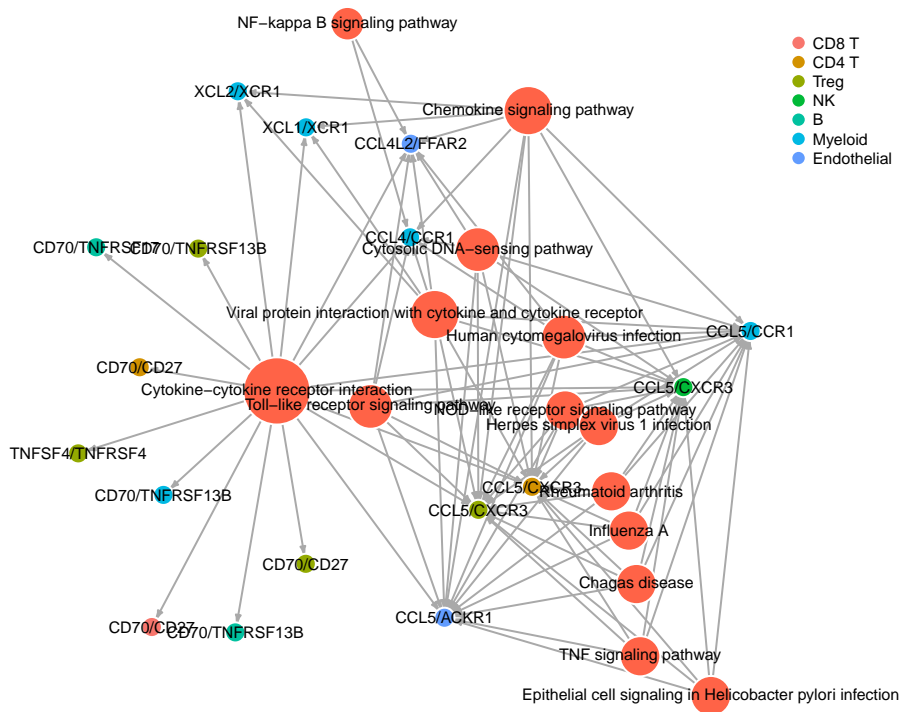 NF−kappa B signaling pathway
CD8 T
CD4 T
Treg
NK
B
Myeloid
Endothelial
XCL2/XCR1
Chemokine signaling pathway
XCL1/XCR1
CCL4L2/FFAR2
CCL4/CCR1
CD70/TNFRSF17
CD70/TNFRSF13B
Cytosolic DNA−sensing pathway
Viral protein interaction with cytokine and cytokine receptor
Human cytomegalovirus infection
CCL5/CCR1
CD70/CD27
CCL5/CXCR3
Cytokine−cytokine receptor interaction
Toll−like receptor signaling pathway
NOD−like receptor signaling pathway
Herpes simplex virus 1 infection
TNFSF4/TNFRSF4
CD70/TNFRSF13B
CCL5/CXCR3
Rheumatoid arthritis
CCL5/CXCR3
Influenza A
CD70/CD27
Chagas disease
CCL5/ACKR1
CD70/CD27
CD70/TNFRSF13B
TNF signaling pathway
Epithelial cell signaling in Helicobacter pylori infection